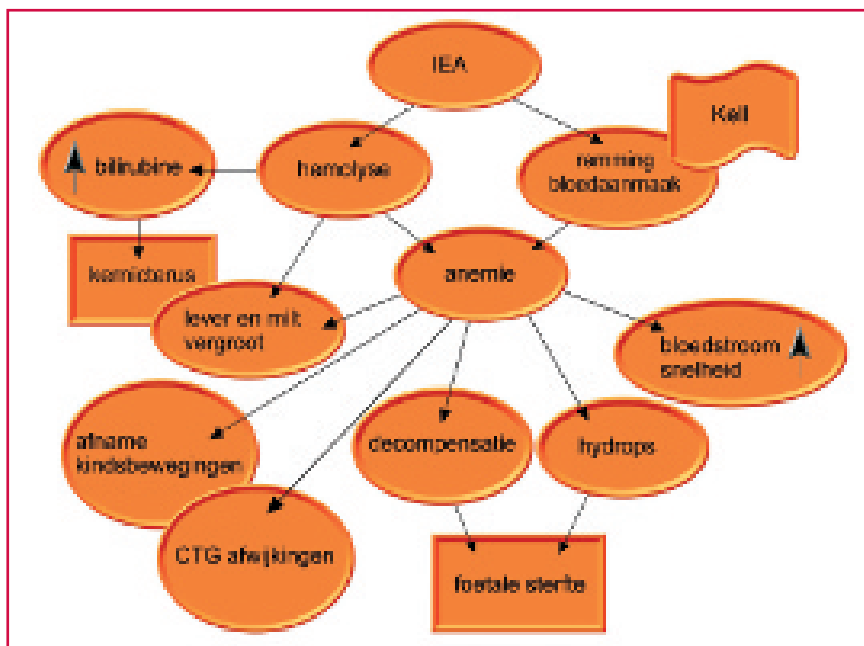 IEA
Kell
bilirubine
hemolyse
remming
bloedaanmaak
kernicterus
anemie
lever en milt
vergroot
bloedstroom
snelheid
afname
kindsbewegingen
decompensatie
hydrops
CTG afwijkingen
foetale sterfte